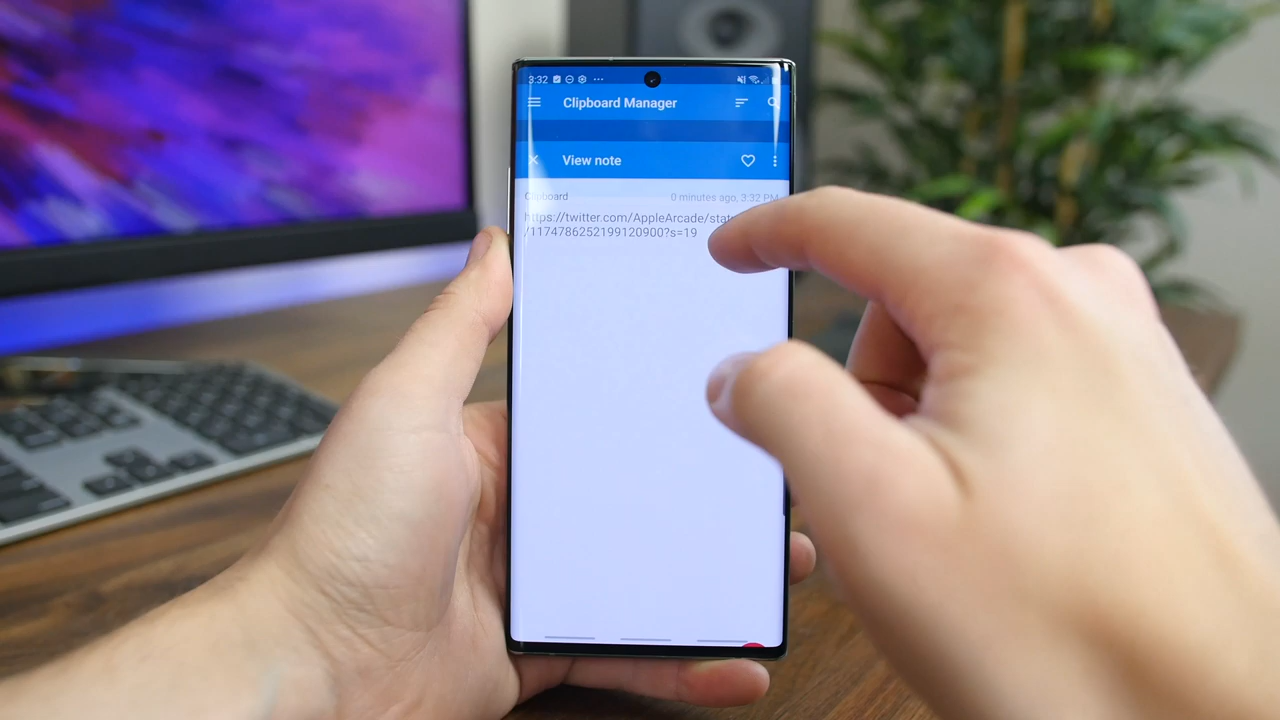 3:32
Clipboard Manager
View note
Clipboard 0 minutes ago, 3:32 PM
https://twitter.com/AppleArcade/stat
/1174786252199120900?s=19